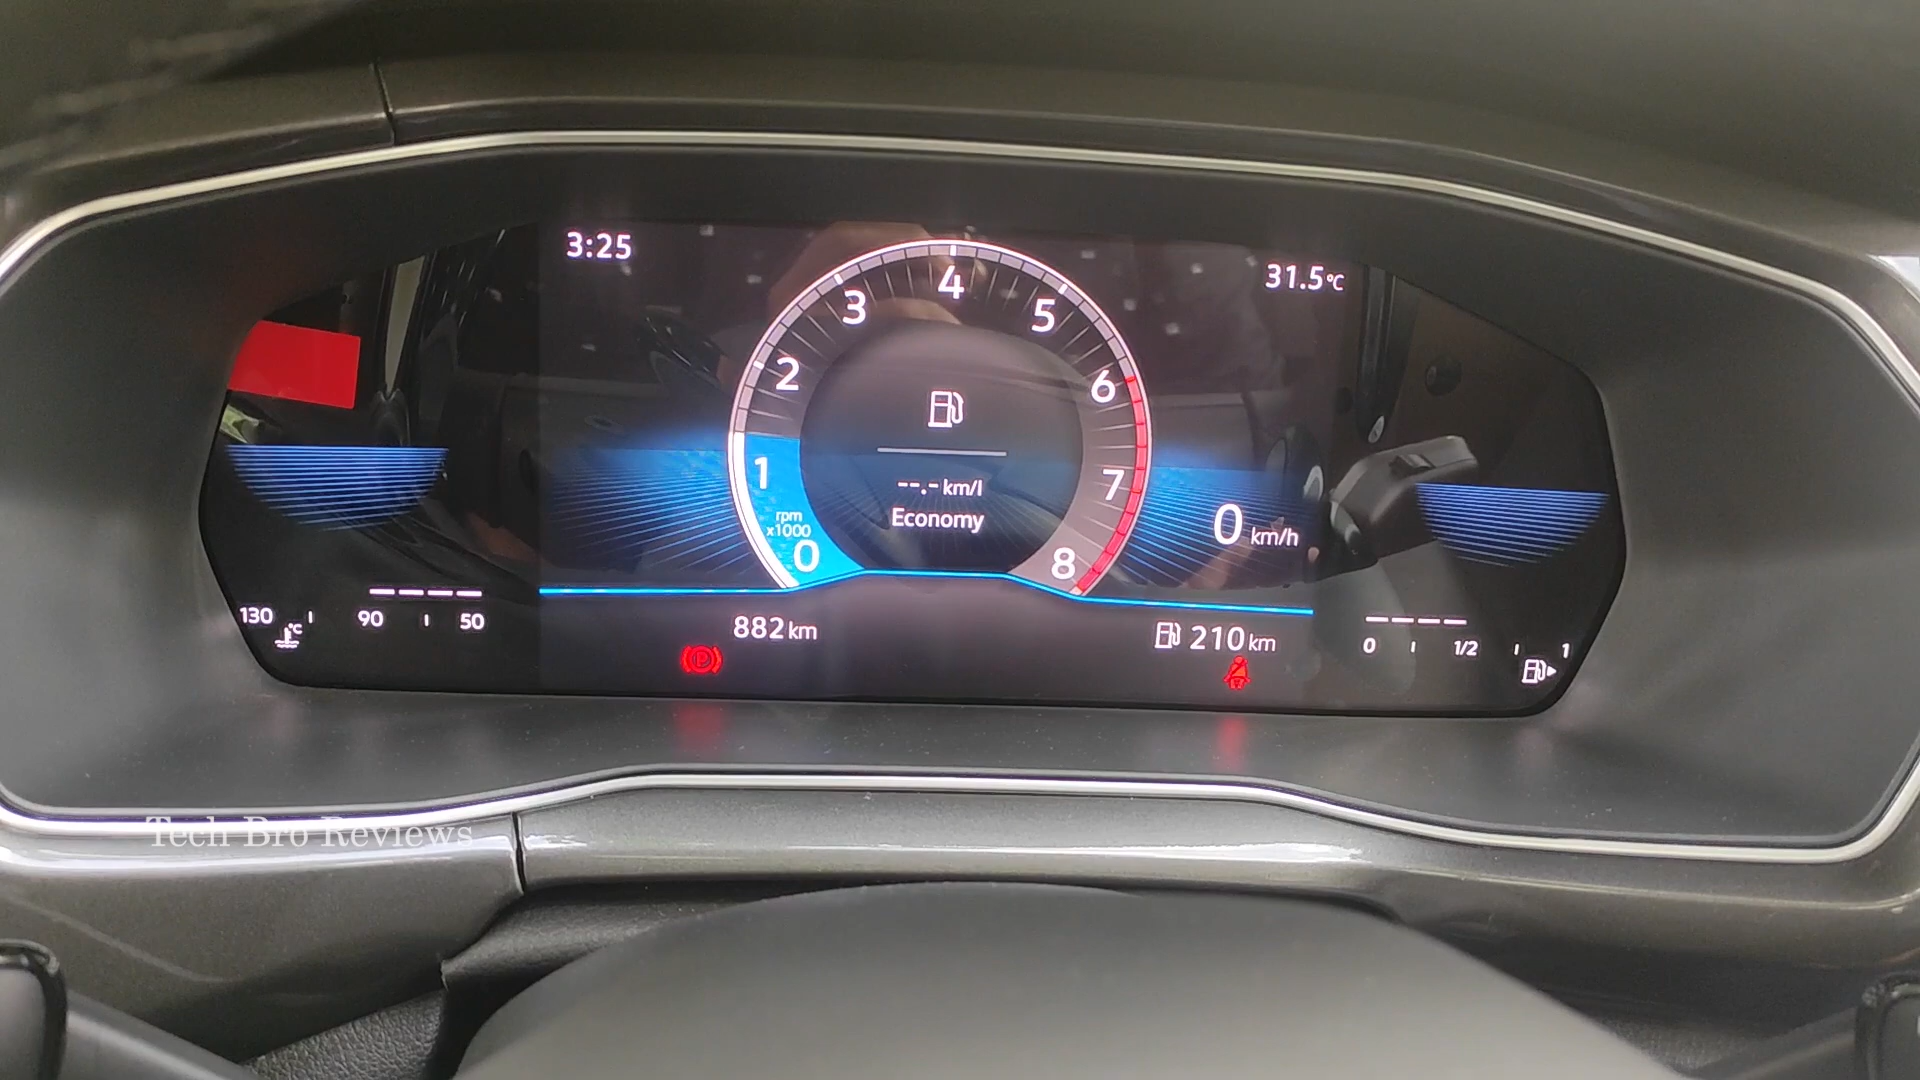 3:25
31.5°C
4
3
5
2
6
1
7
rpm
x1000
0
8
--.- km/l
Economy
0 km/h
130 °C 90 50
882 km
210 km
0 1/2 1
P
Tech Bro Reviews